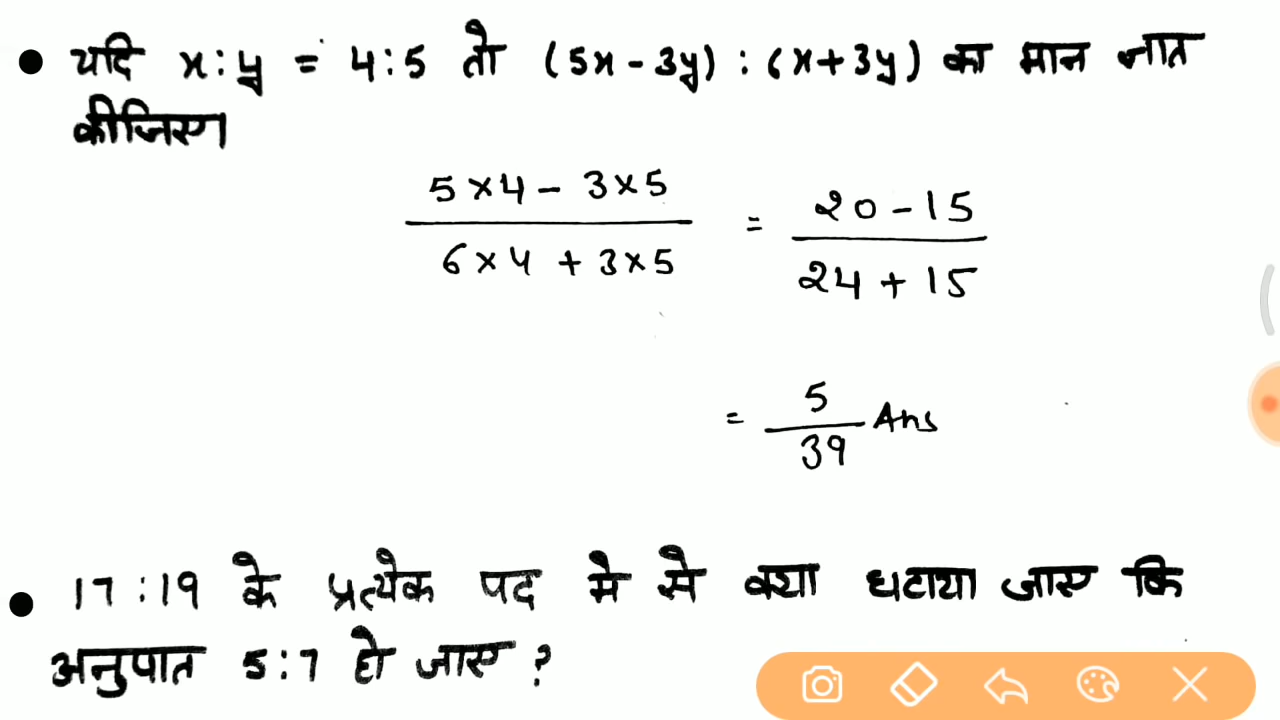 ● यदि x:y = 4:5 तो (5x-3y) : (x+3y) का मान ज्ञात
कीजिए।
5×4 - 3×5 / 6×4 + 3×5 = 20-15 / 24+15
= 5/39 Ans
● 17:19 के प्रत्येक पद मे से क्या घटाया जाए कि
अनुपात 5:7 हो जाए ?